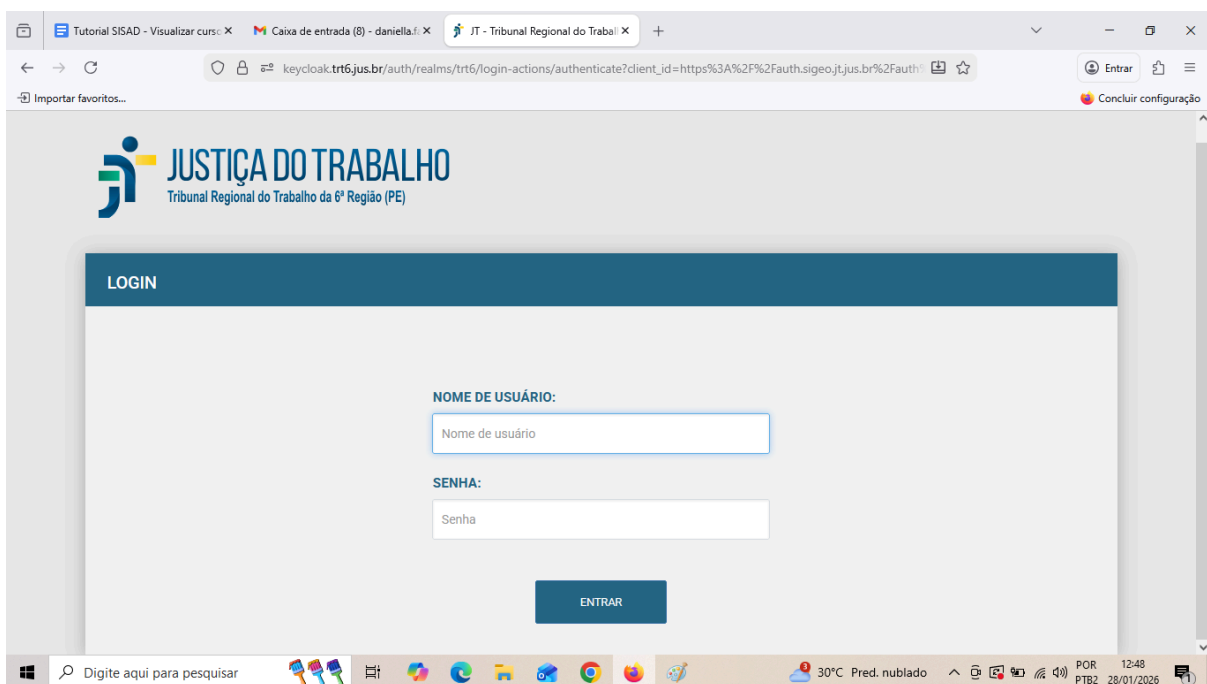 Tutorial SISAD - Visualizar curso
Caixa de entrada (8) - daniella.fa
JT - Tribunal Regional do Trabal
keycloak.trt6.jus.br/auth/realms/trt6/login-actions/authenticate?client_id=https%3A%2F%2Fauth.sigeo.jt.jus.br%2Fauth
Entrar
Importar favoritos...
Concluir configuração
JUSTIÇA DO TRABALHO
Tribunal Regional do Trabalho da 6ª Região (PE)
LOGIN
NOME DE USUÁRIO:
Nome de usuário
SENHA:
Senha
ENTRAR
Digite aqui para pesquisar
30°C Pred. nublado
POR
PTB2
12:48
28/01/2026